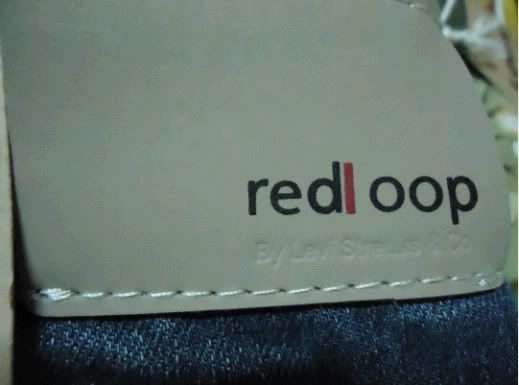 redloop
By Levi Strauss & Co